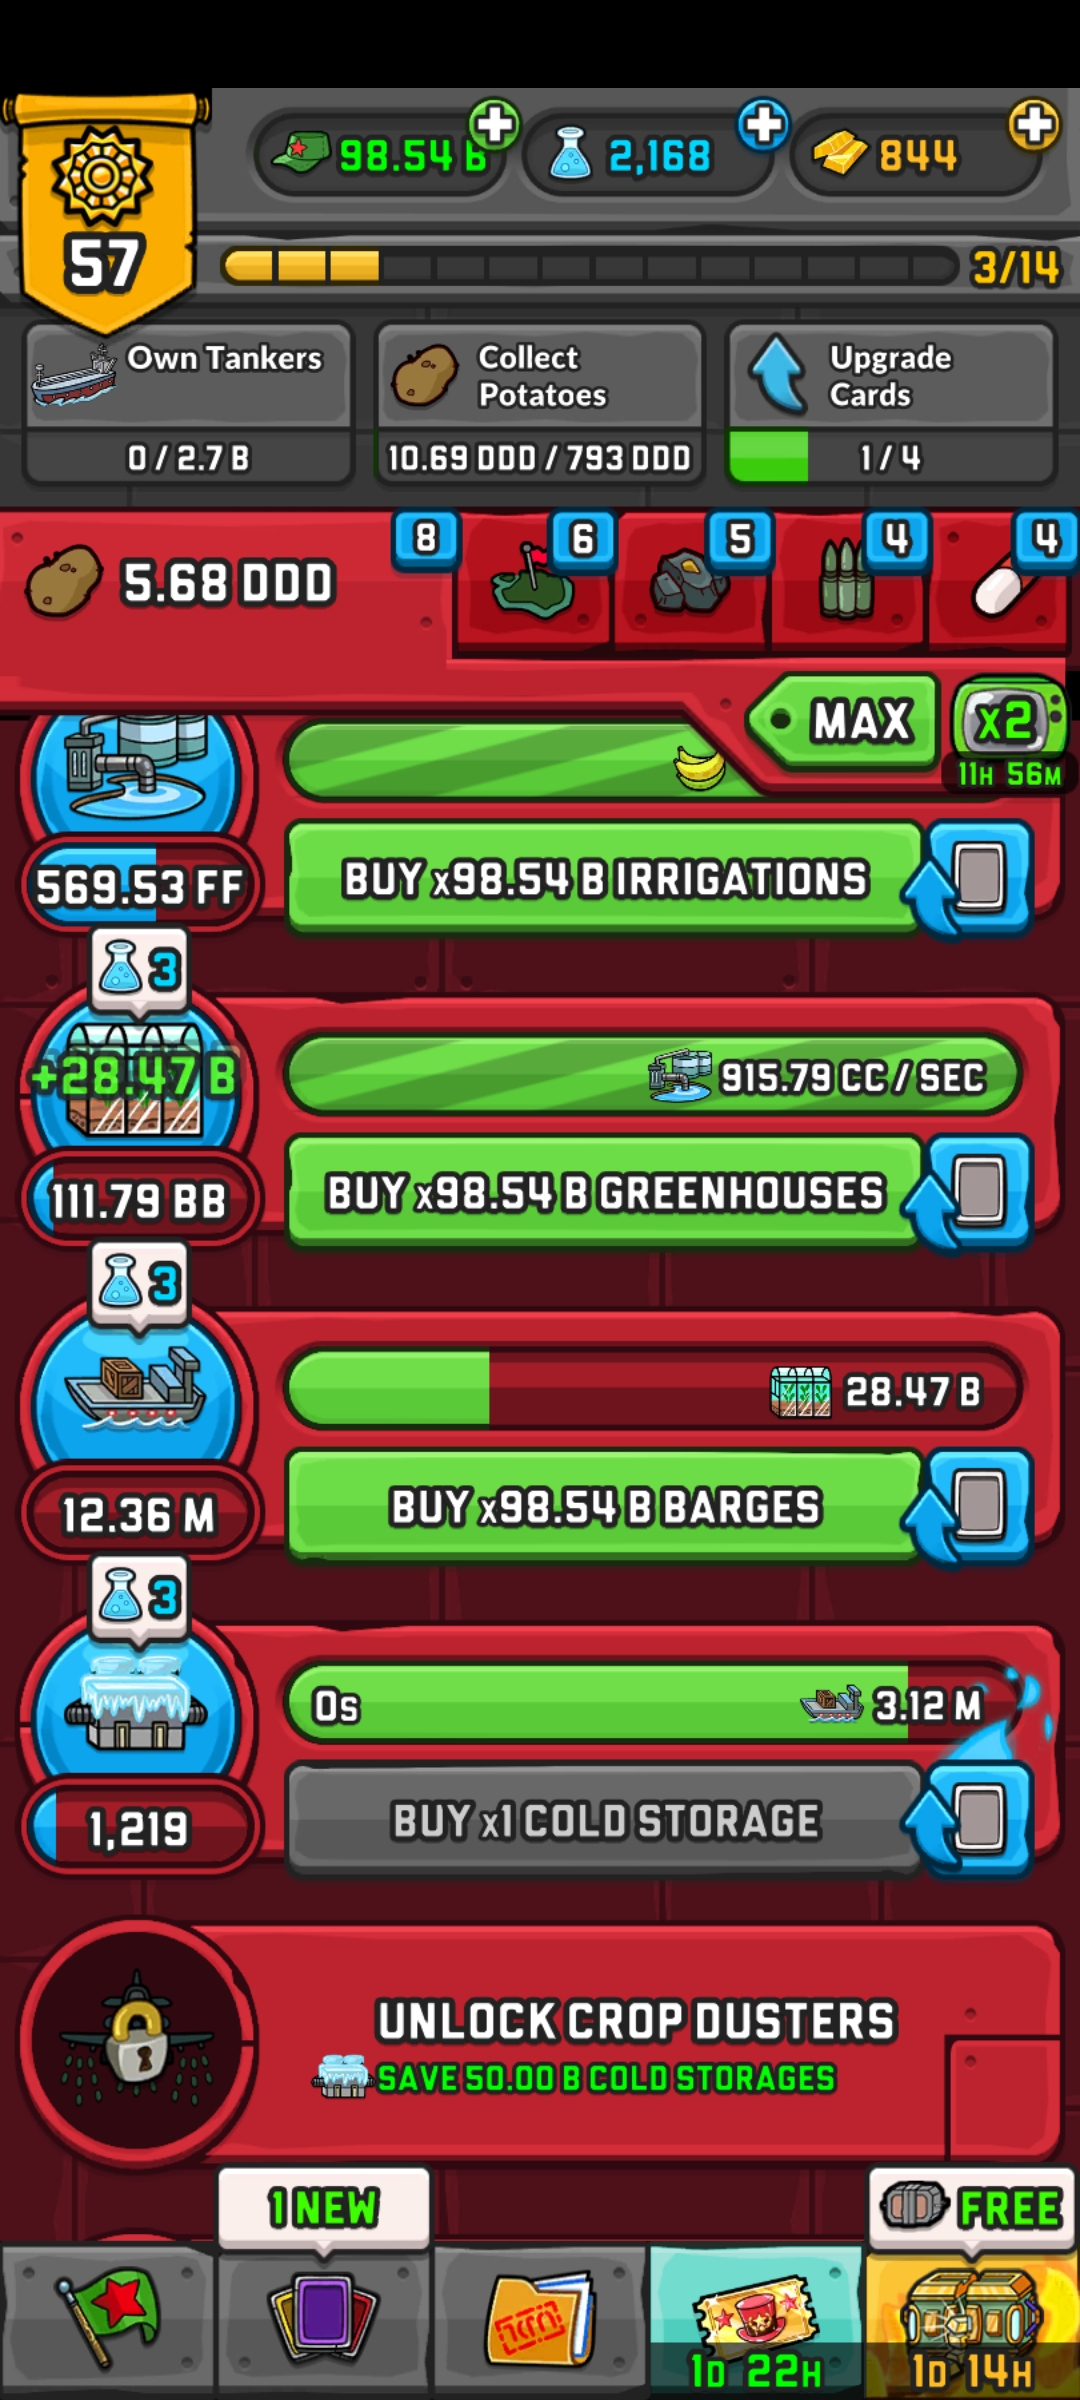 57
98.54 B
2,168
844
3/14
Own Tankers
0 / 2.7 B
Collect
Potatoes
10.69 DDD / 793 DDD
Upgrade
Cards
1 / 4
5.68 DDD
8
6
5
4
4
MAX
x2
11H 56M
569.53 FF
BUY x98.54 B IRRIGATIONS
3
+28.47 B
915.79 CC / SEC
111.79 BB
BUY x98.54 B GREENHOUSES
3
28.47 B
12.36 M
BUY x98.54 B BARGES
3
0s
3.12 M
1,219
BUY x1 COLD STORAGE
UNLOCK CROP DUSTERS
SAVE 50.00 B COLD STORAGES
1 NEW
FREE
1D 22H
1D 14H